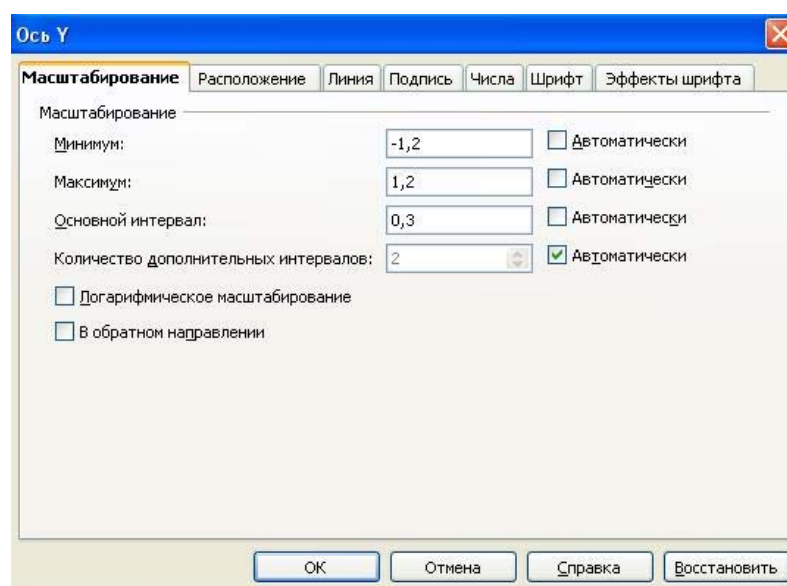 Ось Y
Масштабирование Расположение Линия Подпись Числа Шрифт Эффекты шрифта
Масштабирование
Минимум: -1,2 Автоматически
Максимум: 1,2 Автоматически
Основной интервал: 0,3 Автоматически
Количество дополнительных интервалов: 2 Автоматически
Логарифмическое масштабирование
В обратном направлении
ОК Отмена Справка Восстановить